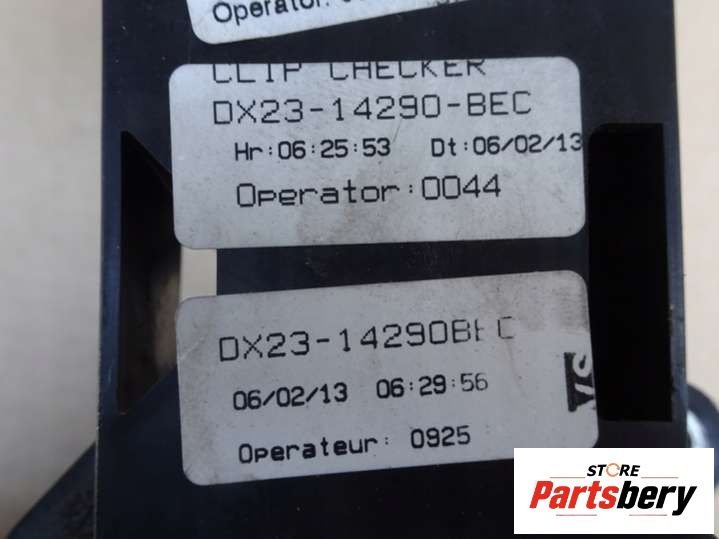 Operator:
CLIP CHECKER
DX23-14290-BEC
Hr:06:25:53 Dt:06/02/13
Operator:0044
DX23-14290BEC
06/02/13 06:29:56
Operateur: 0925
STORE
Partsbery